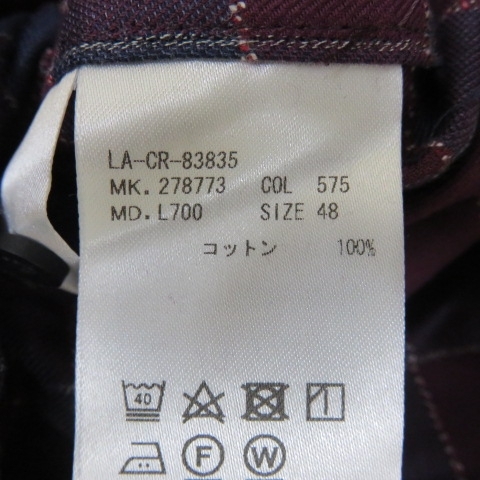 LA-CR-83835
MK. 278773 COL 575
MD. L700 SIZE 48
コットン 100%
40
F W